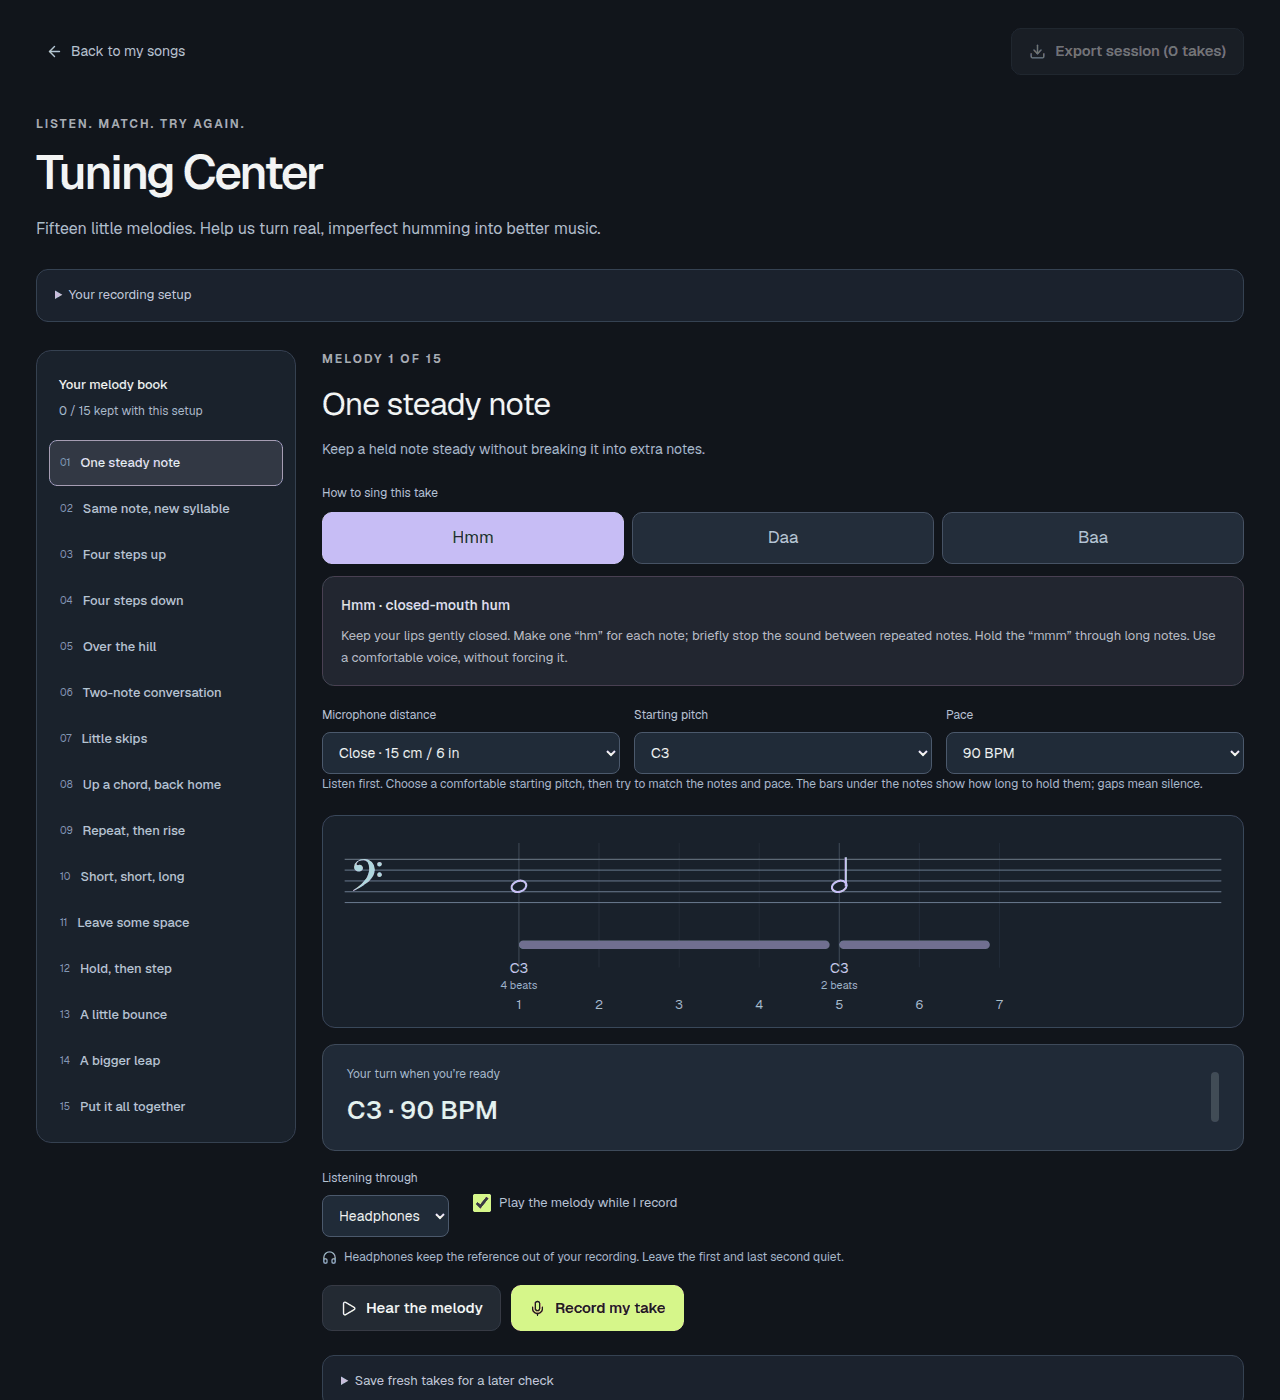 Back to my songs
Export session (0 takes)
LISTEN. MATCH. TRY AGAIN.
Tuning Center
Fifteen little melodies. Help us turn real, imperfect humming into better music.
Your recording setup
Your melody book
0 / 15 kept with this setup
01 One steady note
02 Same note, new syllable
03 Four steps up
04 Four steps down
05 Over the hill
06 Two-note conversation
07 Little skips
08 Up a chord, back home
09 Repeat, then rise
10 Short, short, long
11 Leave some space
12 Hold, then step
13 A little bounce
14 A bigger leap
15 Put it all together
MELODY 1 OF 15
One steady note
Keep a held note steady without breaking it into extra notes.
How to sing this take
Hmm
Daa
Baa
Hmm · closed-mouth hum
Keep your lips gently closed. Make one “hm” for each note; briefly stop the sound between repeated notes. Hold the “mmm” through long notes. Use
a comfortable voice, without forcing it.
Microphone distance
Starting pitch
Pace
Close · 15 cm / 6 in
C3
90 BPM
Listen first. Choose a comfortable starting pitch, then try to match the notes and pace. The bars under the notes show how long to hold them; gaps mean silence.
C3
C3
4 beats
2 beats
1 2 3 4 5 6 7
Your turn when you're ready
C3 · 90 BPM
Listening through
Headphones
Play the melody while I record
Headphones keep the reference out of your recording. Leave the first and last second quiet.
Hear the melody
Record my take
Save fresh takes for a later check